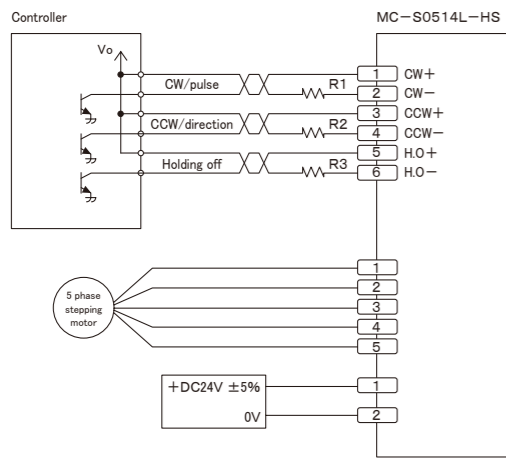 Controller
MC-S0514L-HS
Vo
CW/pulse
R1
1 CW+
2 CW-
CCW/direction
R2
3 CCW+
4 CCW-
Holding off
R3
5 H.O+
6 H.O-
5 phase
stepping
motor
1
2
3
4
5
+DC24V ±5%
0V
1
2